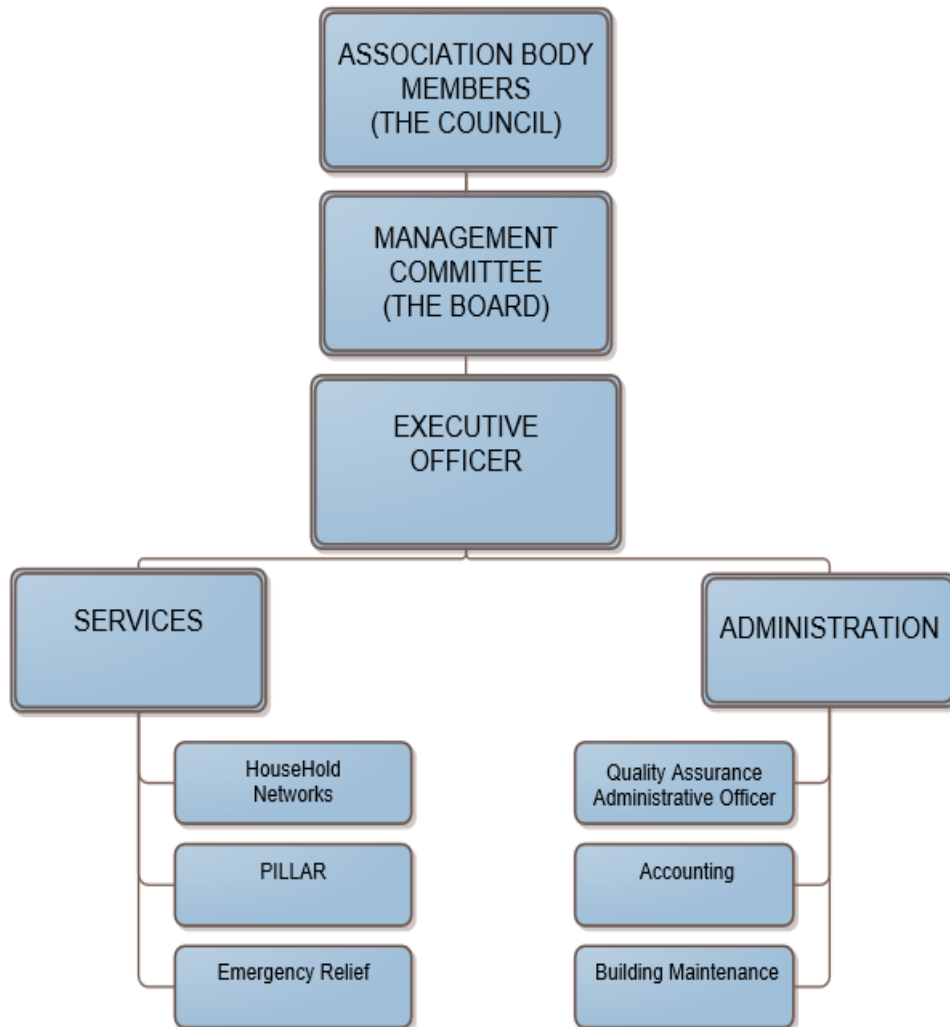 ASSOCIATION BODY
MEMBERS
(THE COUNCIL)
MANAGEMENT
COMMITTEE
(THE BOARD)
EXECUTIVE
OFFICER
SERVICES
ADMINISTRATION
HouseHold
Networks
Quality Assurance
Administrative Officer
PILLAR
Accounting
Emergency Relief
Building Maintenance